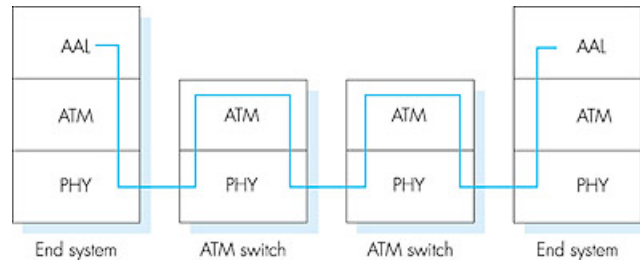 AAL
AAL
ATM
ATM
ATM
ATM
PHY
PHY
PHY
PHY
End system
ATM switch
ATM switch
End system